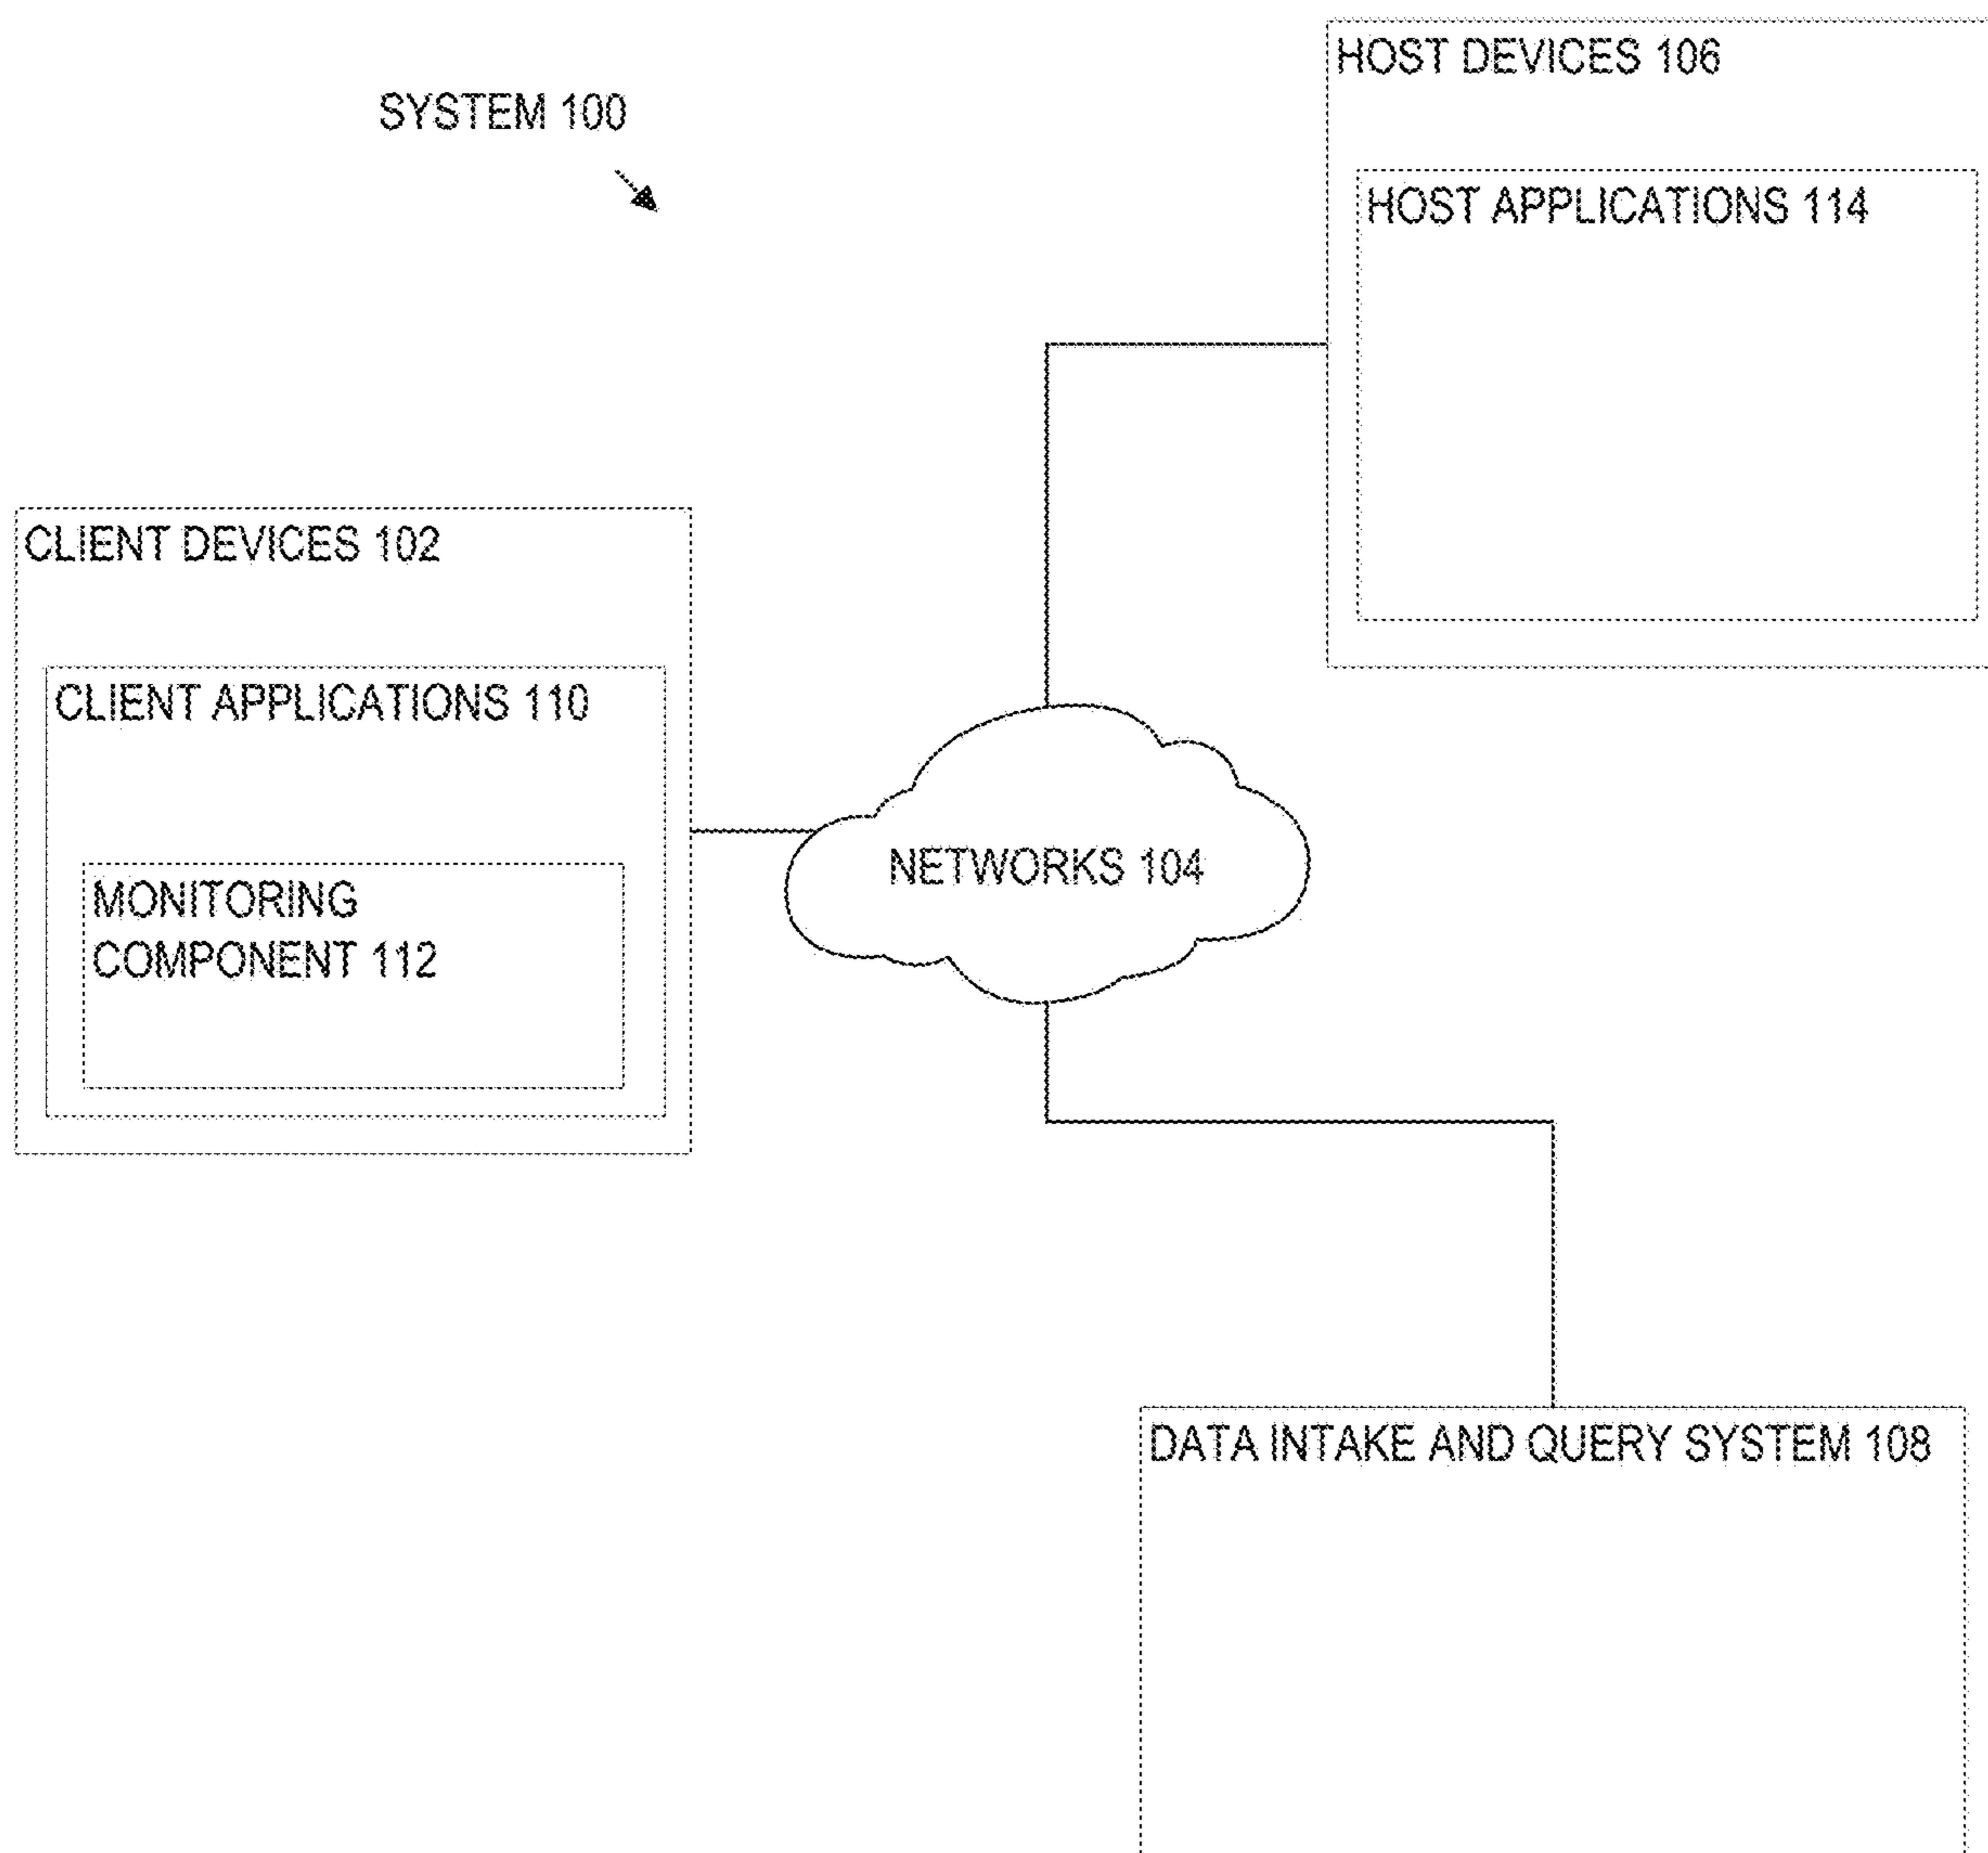 SYSTEM 100
HOST DEVICES 106
HOST APPLICATIONS 114
CLIENT DEVICES 102
CLIENT APPLICATIONS 110
MONITORING
COMPONENT 112
NETWORKS 104
DATA INTAKE AND QUERY SYSTEM 108